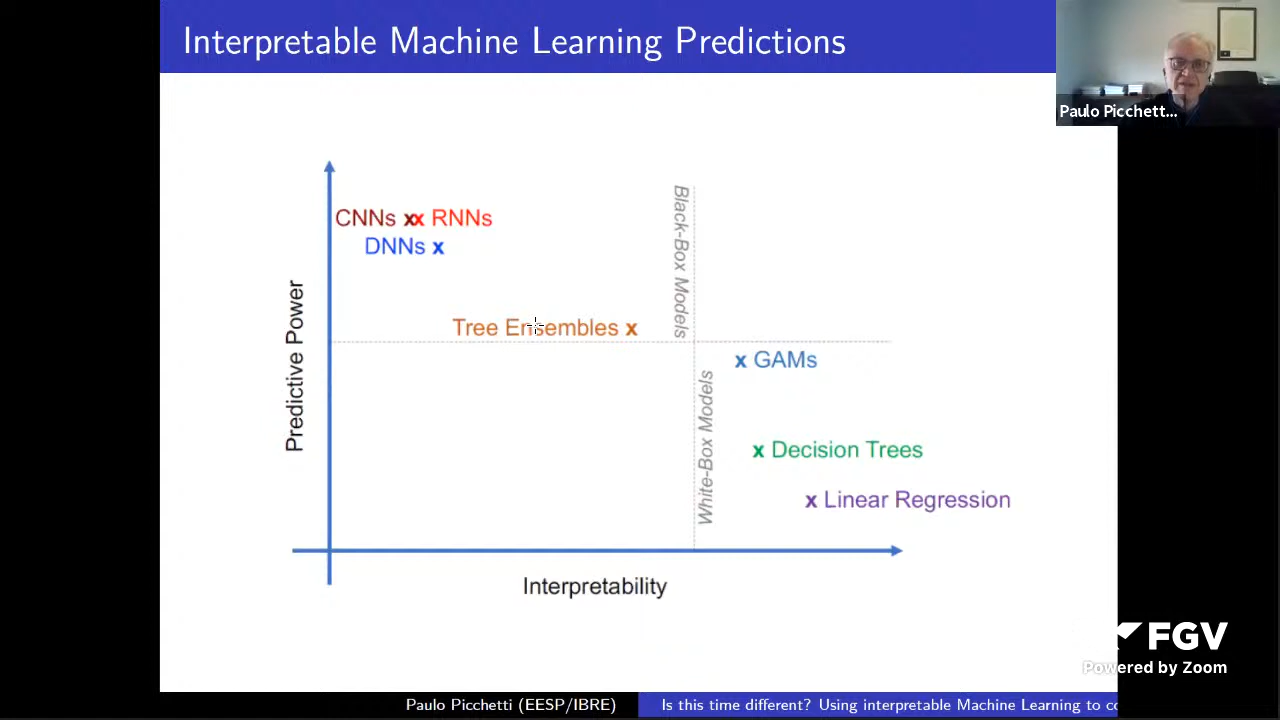 Interpretable Machine Learning Predictions
Paulo Picchett...
CNNs xx RNNs
DNNs x
Black-Box Models
Predictive Power
Tree Ensembles x
x GAMs
White-Box Models
x Decision Trees
x Linear Regression
Interpretability
FGV
Powered by Zoom
Paulo Picchetti (EESP/IBRE)
Is this time different? Using interpretable Machine Learning to co